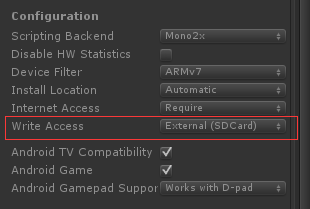 Configuration
Scripting Backend Mono2x
Disable HW Statistics
Device Filter ARMv7
Install Location Automatic
Internet Access Require
Write Access External (SDCard)
Android TV Compatibility
Android Game
Android Gamepad Suppor Works with D-pad